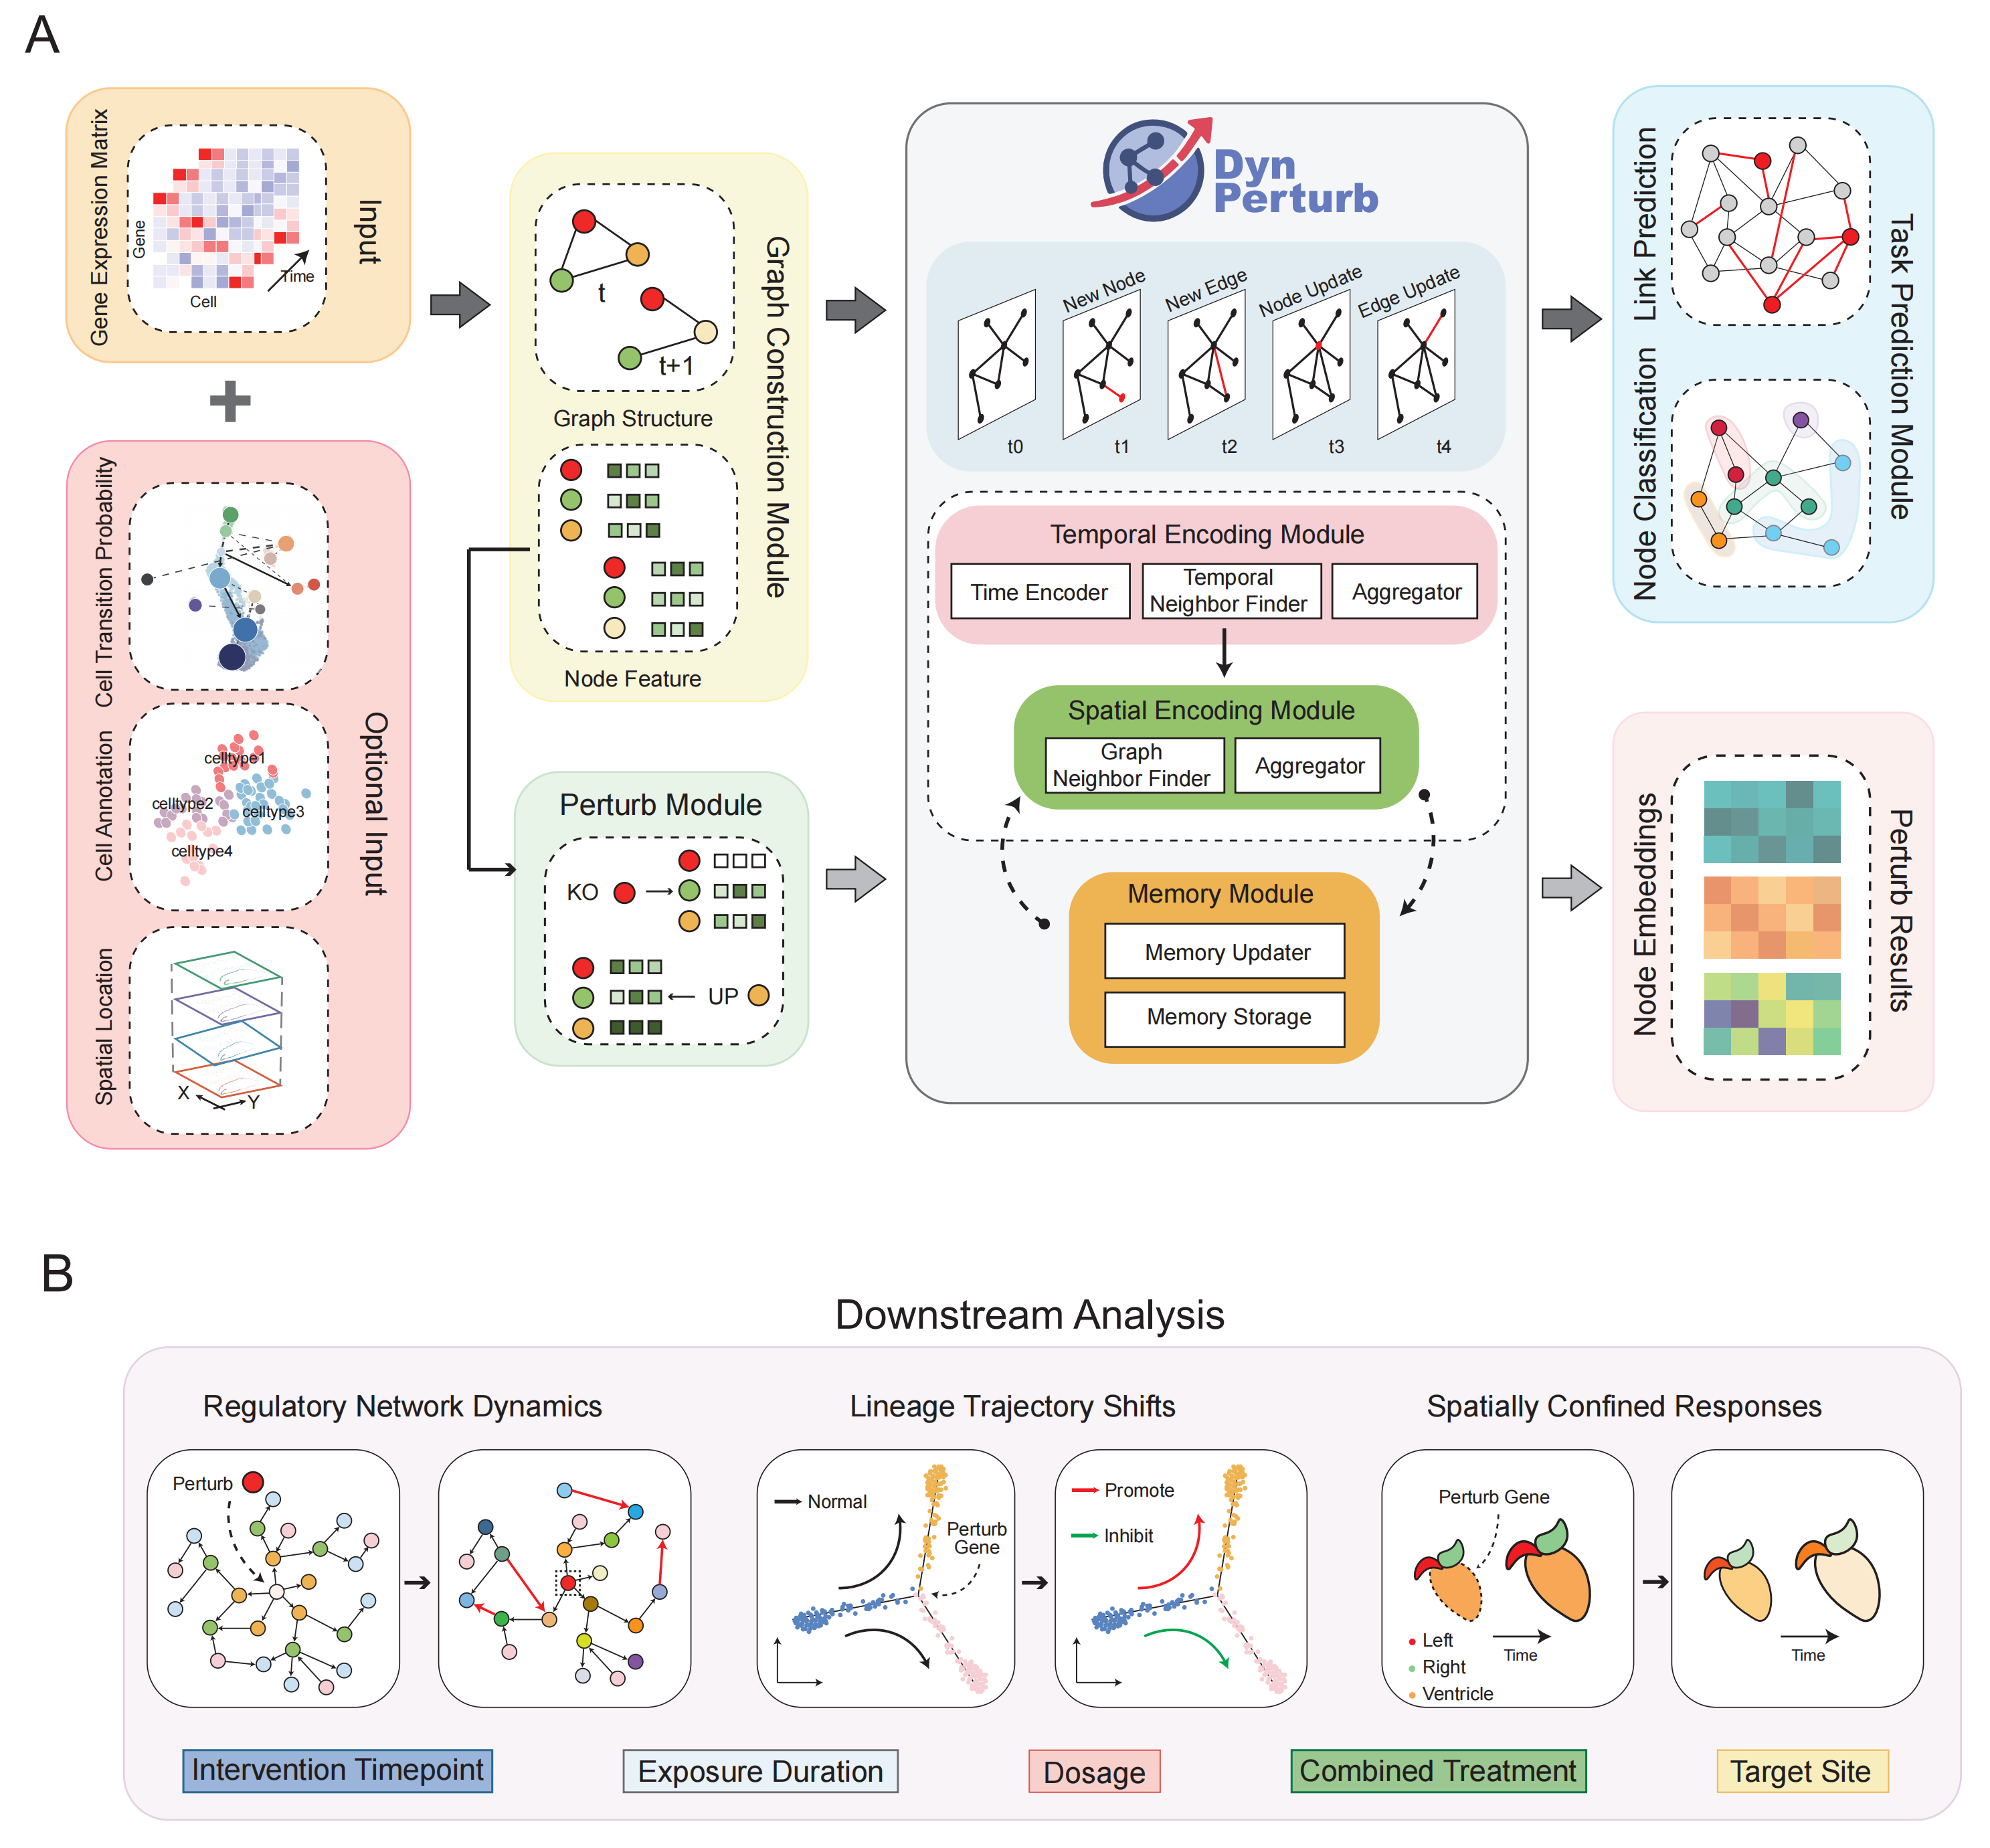 A
Gene Expression Matrix
Gene
Cell
Time
Input
Cell Transition Probability
Cell Annotation
celltype1
celltype2
celltype3
celltype4
Spatial Location
X
Y
Optional Input
t
t+1
Graph Structure
Node Feature
Graph Construction Module
Perturb Module
KO
UP
Dyn
Perturb
New Node
New Edge
Node Update
Edge Update
t0
t1
t2
t3
t4
Temporal Encoding Module
Time Encoder
Temporal
Neighbor Finder
Aggregator
Spatial Encoding Module
Graph
Neighbor Finder
Aggregator
Memory Module
Memory Updater
Memory Storage
Link Prediction
Node Classification
Task Prediction Module
Node Embeddings
Perturb Results
B
Downstream Analysis
Regulatory Network Dynamics
Perturb
Lineage Trajectory Shifts
Normal
Perturb
Gene
Promote
Inhibit
Spatially Confined Responses
Perturb Gene
Left
Right
Ventricle
Time
Time
Intervention Timepoint
Exposure Duration
Dosage
Combined Treatment
Target Site